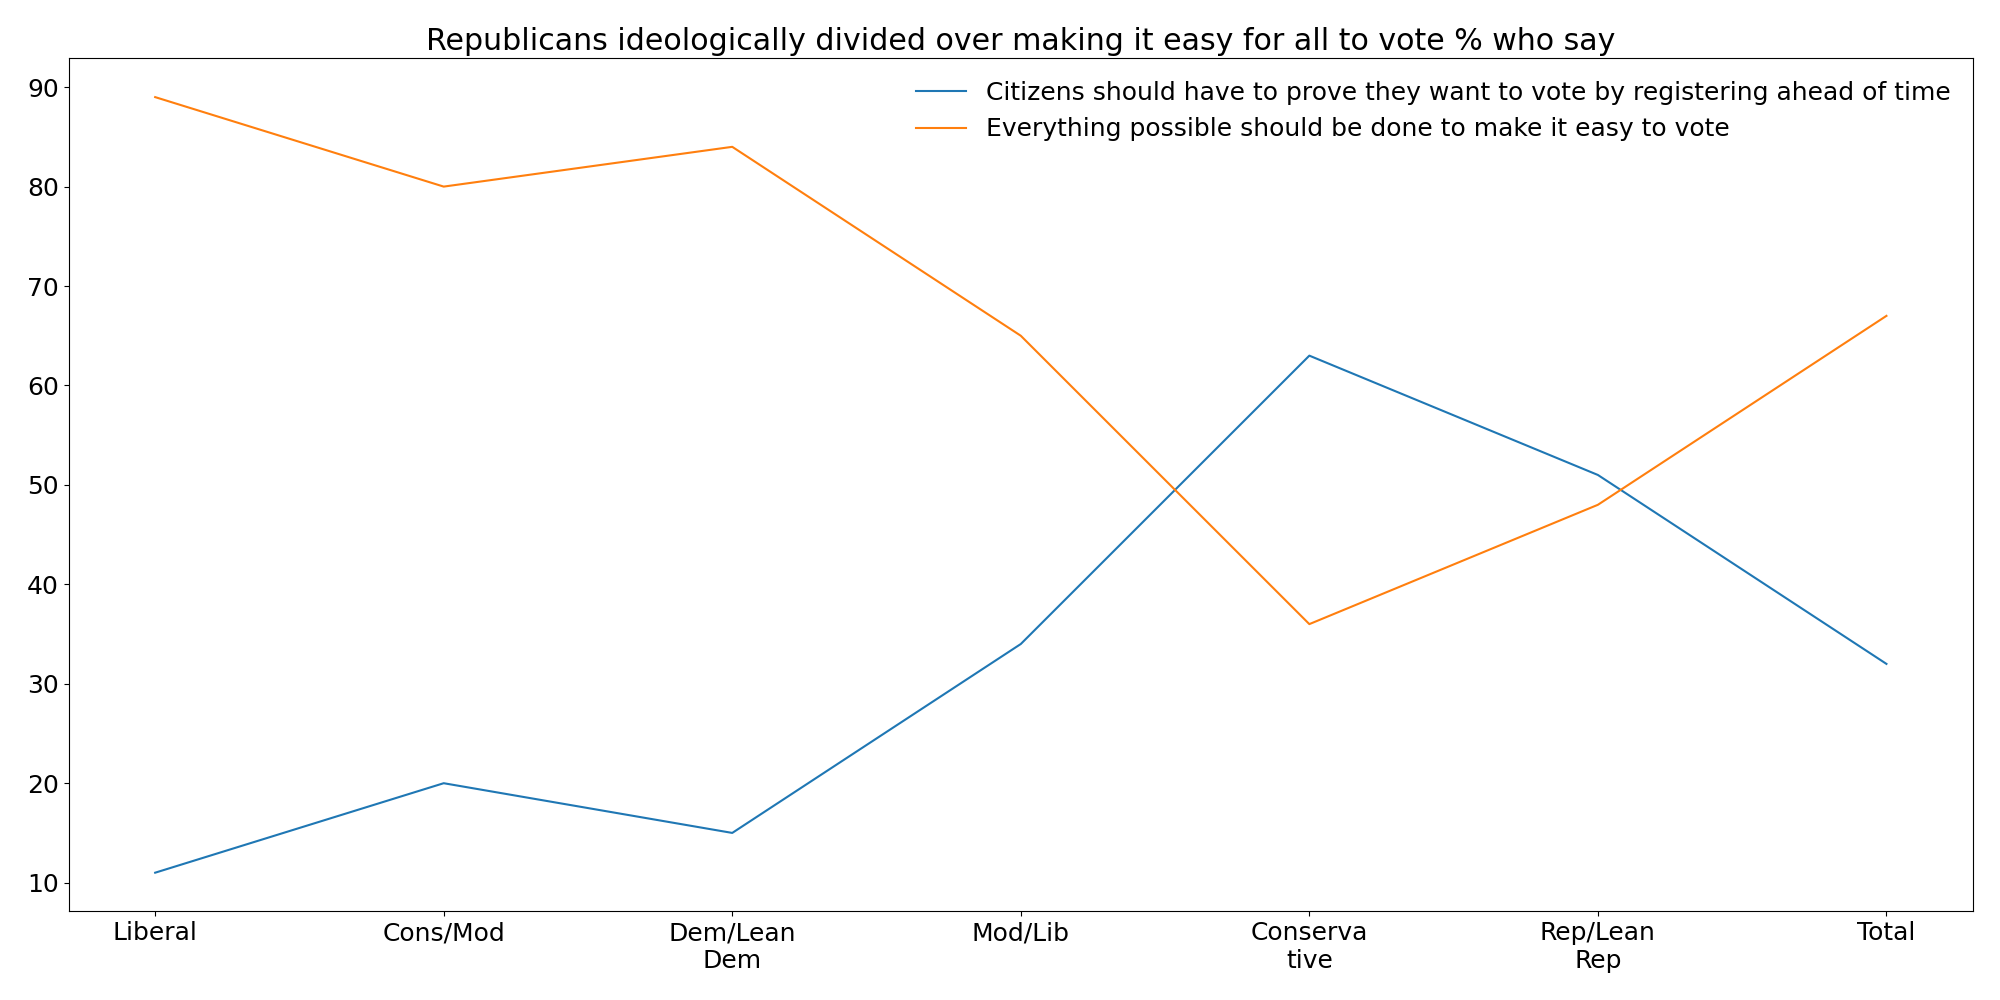 Republicans ideologically divided over making it easy for all to vote % who say
Citizens should have to prove they want to vote by registering ahead of time
Everything possible should be done to make it easy to vote
90
80
70
60
50
40
30
20
10
Liberal
Cons/Mod
Dem/Lean
Dem
Mod/Lib
Conserva
tive
Rep/Lean
Rep
Total